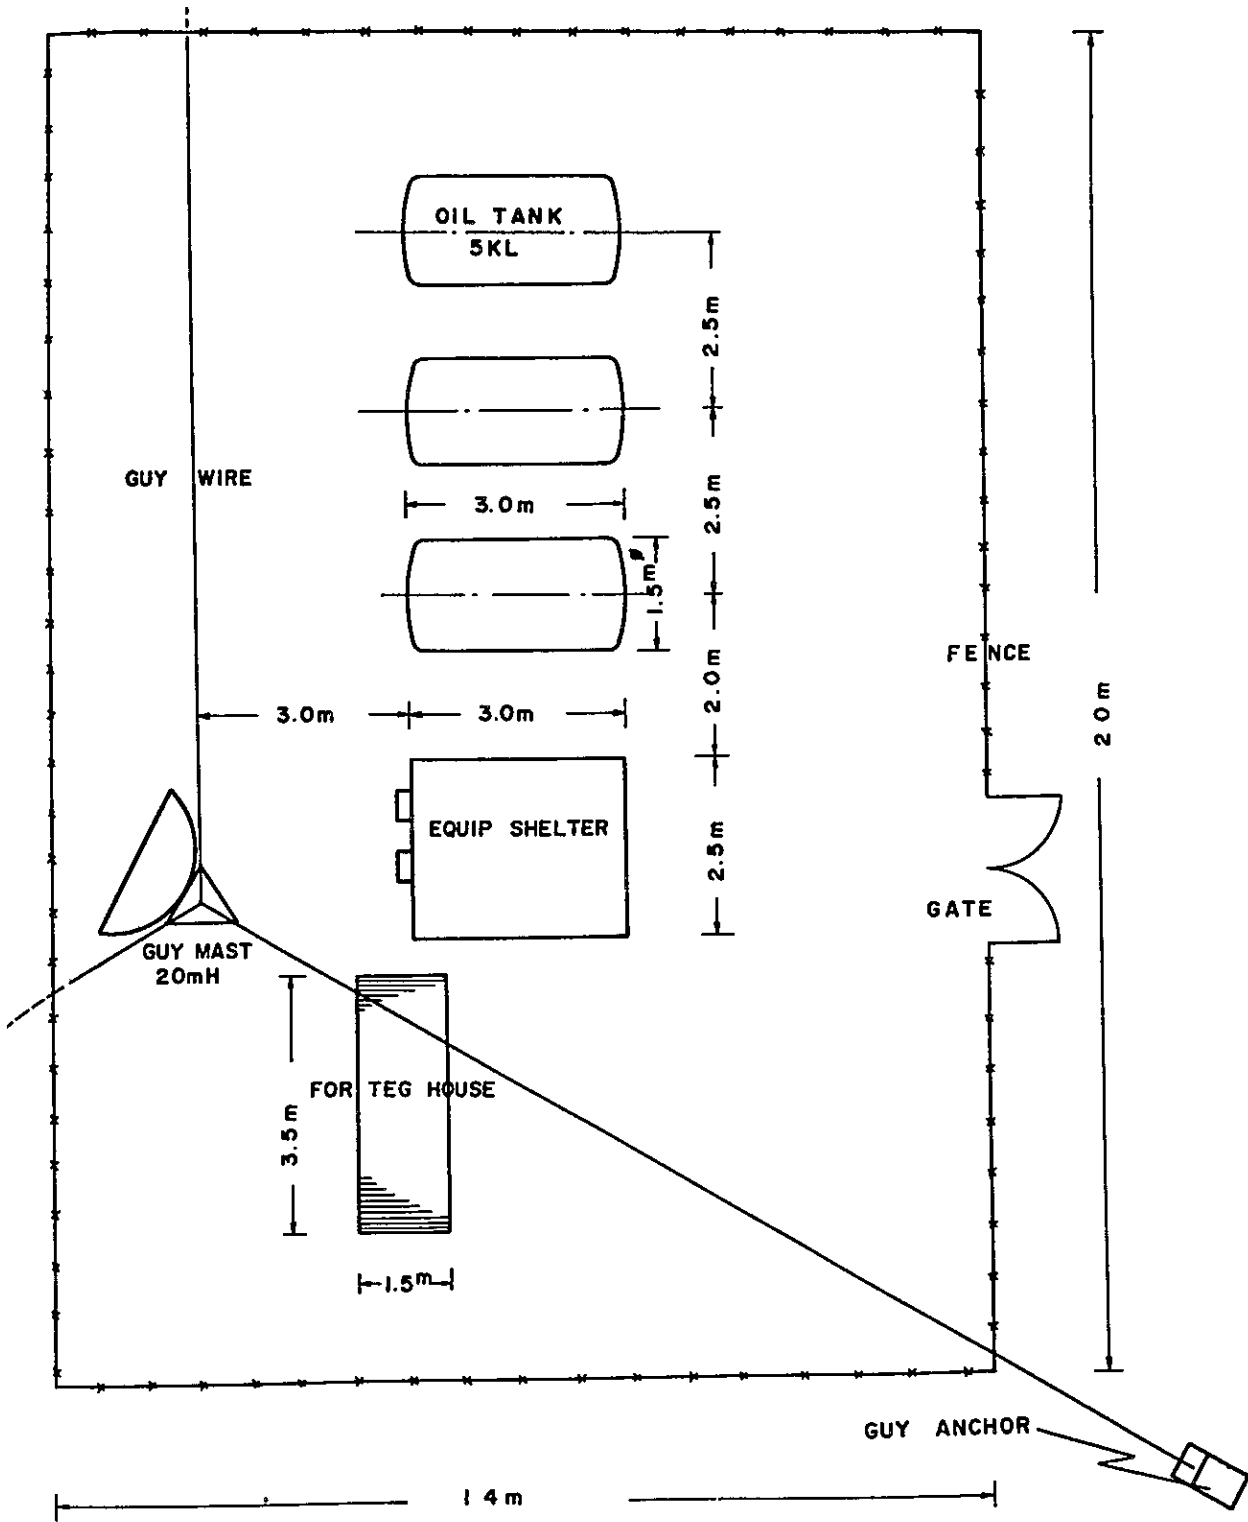 OIL TANK
5KL
2.5m
GUY WIRE
3.0m
2.5m
1.5mø
FENCE
2.0m
20m
3.0m
3.0m
EQUIP SHELTER
2.5m
GATE
GUY MAST
20mH
FOR TEG HOUSE
3.5m
1.5m
GUY ANCHOR
14m